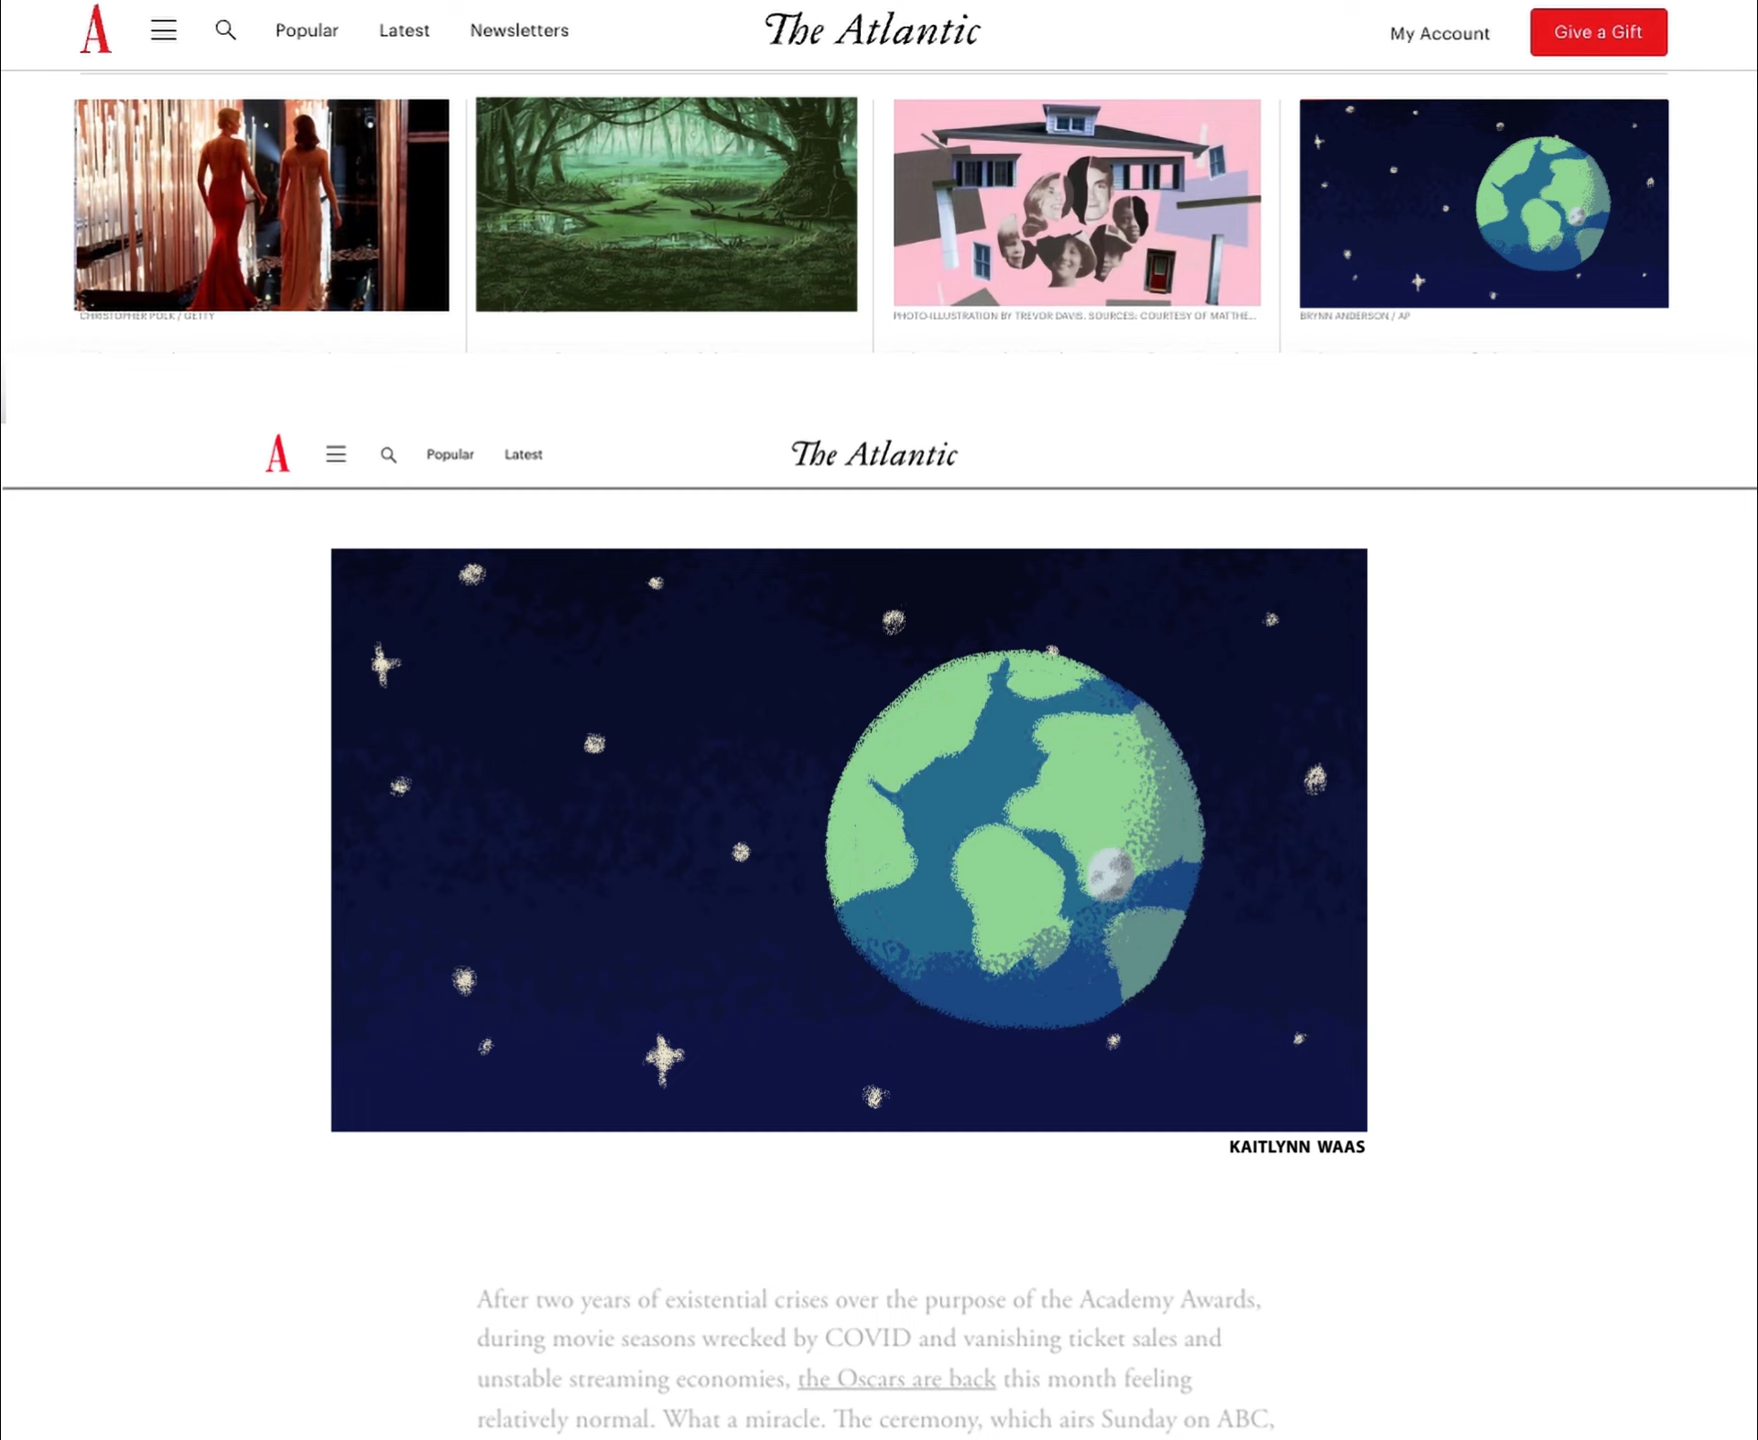 A Popular Latest Newsletters The Atlantic My Account Give a Gift
CHRISTOPHER POLK / GETTY
PHOTO-ILLUSTRATION BY TREVOR DAVIS. SOURCES: COURTESY OF MATTHE...
BRYNN ANDERSON / AP
A Popular Latest The Atlantic
KAITLYNN WAAS
After two years of existential crises over the purpose of the Academy Awards,
during movie seasons wrecked by COVID and vanishing ticket sales and
unstable streaming economies, the Oscars are back this month feeling
relatively normal. What a miracle. The ceremony, which airs Sunday on ABC,